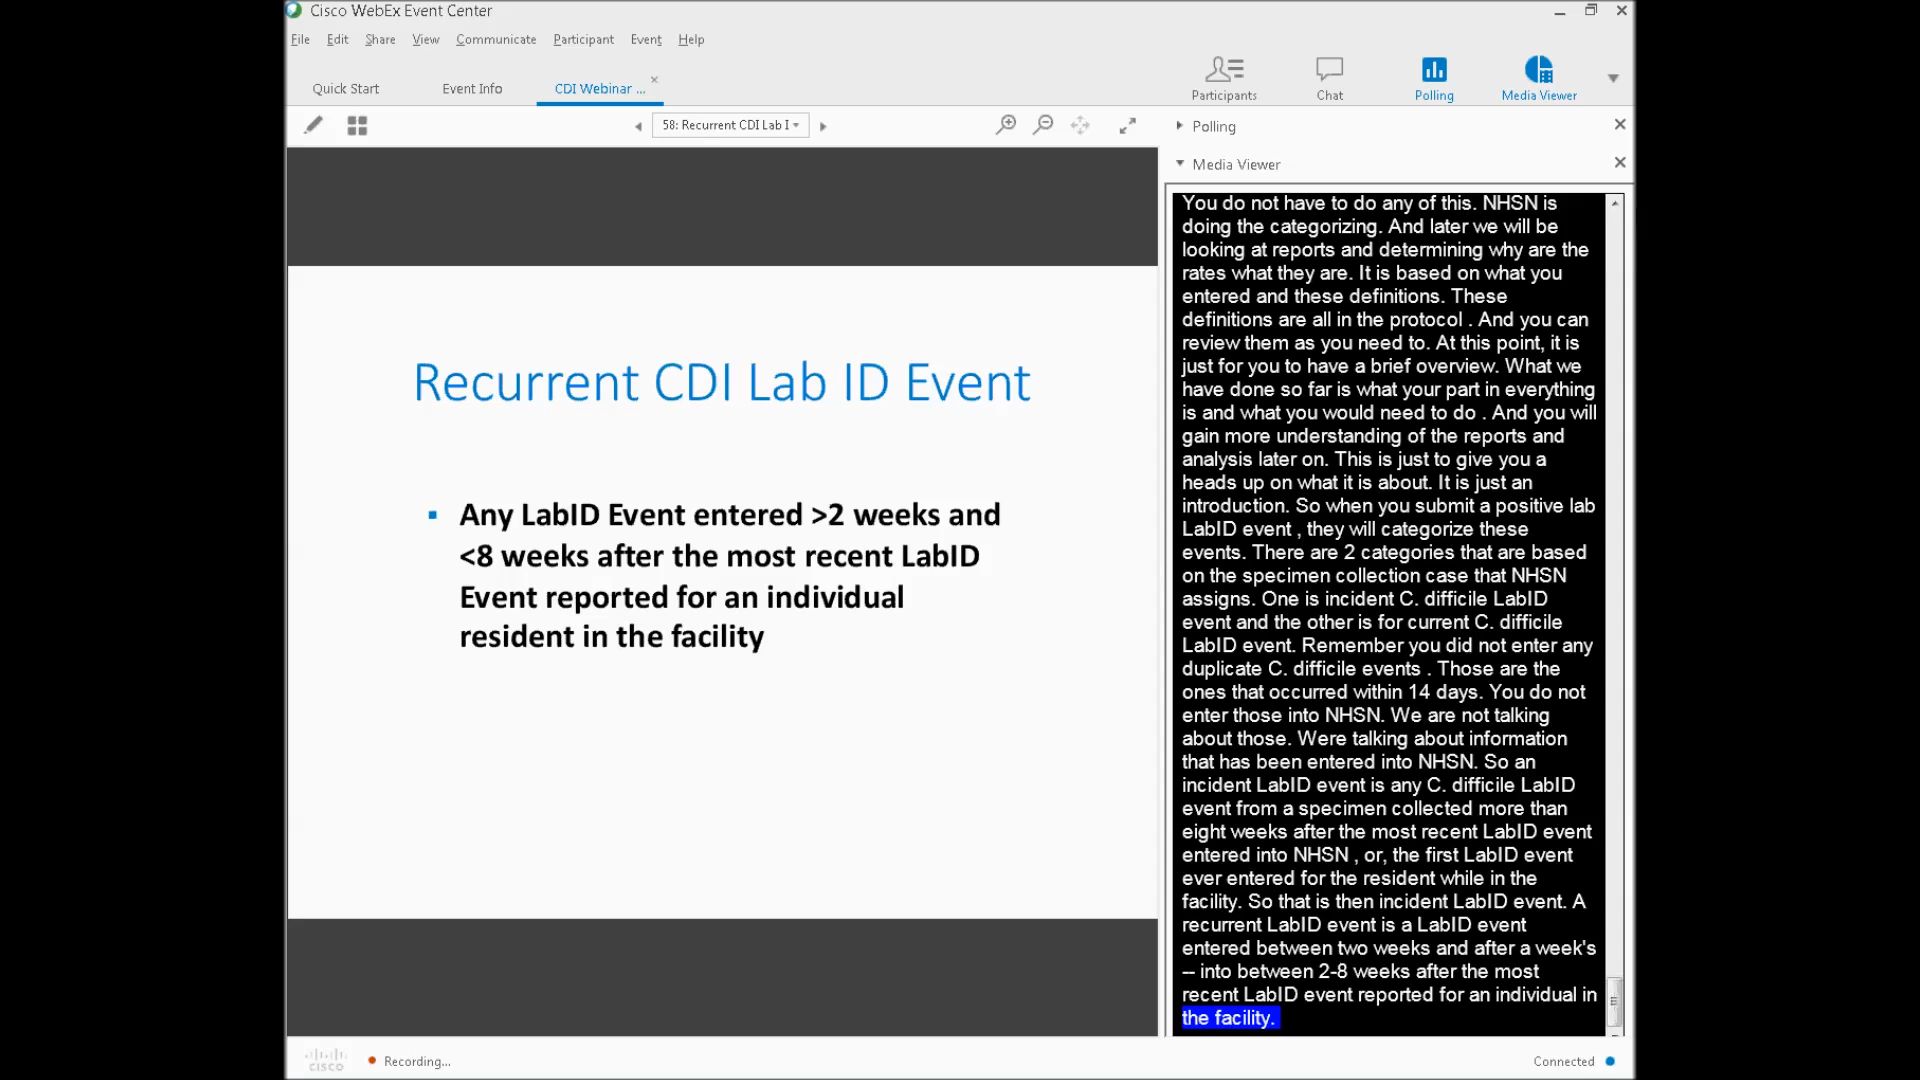 Cisco WebEx Event Center
File Edit Share View Communicate Participant Event Help
Quick Start Event Info CDI Webinar ...
Participants Chat Polling Media Viewer
58: Recurrent CDI Lab I
Polling
Media Viewer
Recurrent CDI Lab ID Event
Any LabID Event entered >2 weeks and
<8 weeks after the most recent LabID
Event reported for an individual
resident in the facility
You do not have to do any of this. NHSN is
doing the categorizing. And later we will be
looking at reports and determining why are the
rates what they are. It is based on what you
entered and these definitions. These
definitions are all in the protocol . And you can
review them as you need to. At this point, it is
just for you to have a brief overview. What we
have done so far is what your part in everything
is and what you would need to do . And you will
gain more understanding of the reports and
analysis later on. This is just to give you a
heads up on what it is about. It is just an
introduction. So when you submit a positive lab
LabID event , they will categorize these
events. There are 2 categories that are based
on the specimen collection case that NHSN
assigns. One is incident C. difficile LabID
event and the other is for current C. difficile
LabID event. Remember you did not enter any
duplicate C. difficile events . Those are the
ones that occurred within 14 days. You do not
enter those into NHSN. We are not talking
about those. Were talking about information
that has been entered into NHSN. So an
incident LabID event is any C. difficile LabID
event from a specimen collected more than
eight weeks after the most recent LabID event
entered into NHSN , or, the first LabID event
ever entered for the resident while in the
facility. So that is then incident LabID event. A
recurrent LabID event is a LabID event
entered between two weeks and after a week's
-- into between 2-8 weeks after the most
recent LabID event reported for an individual in
the facility.
cisco
Recording...
Connected